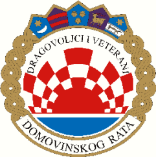 DRAGOVOLJCI I VETERANI
DOMOVINSKOG RATA